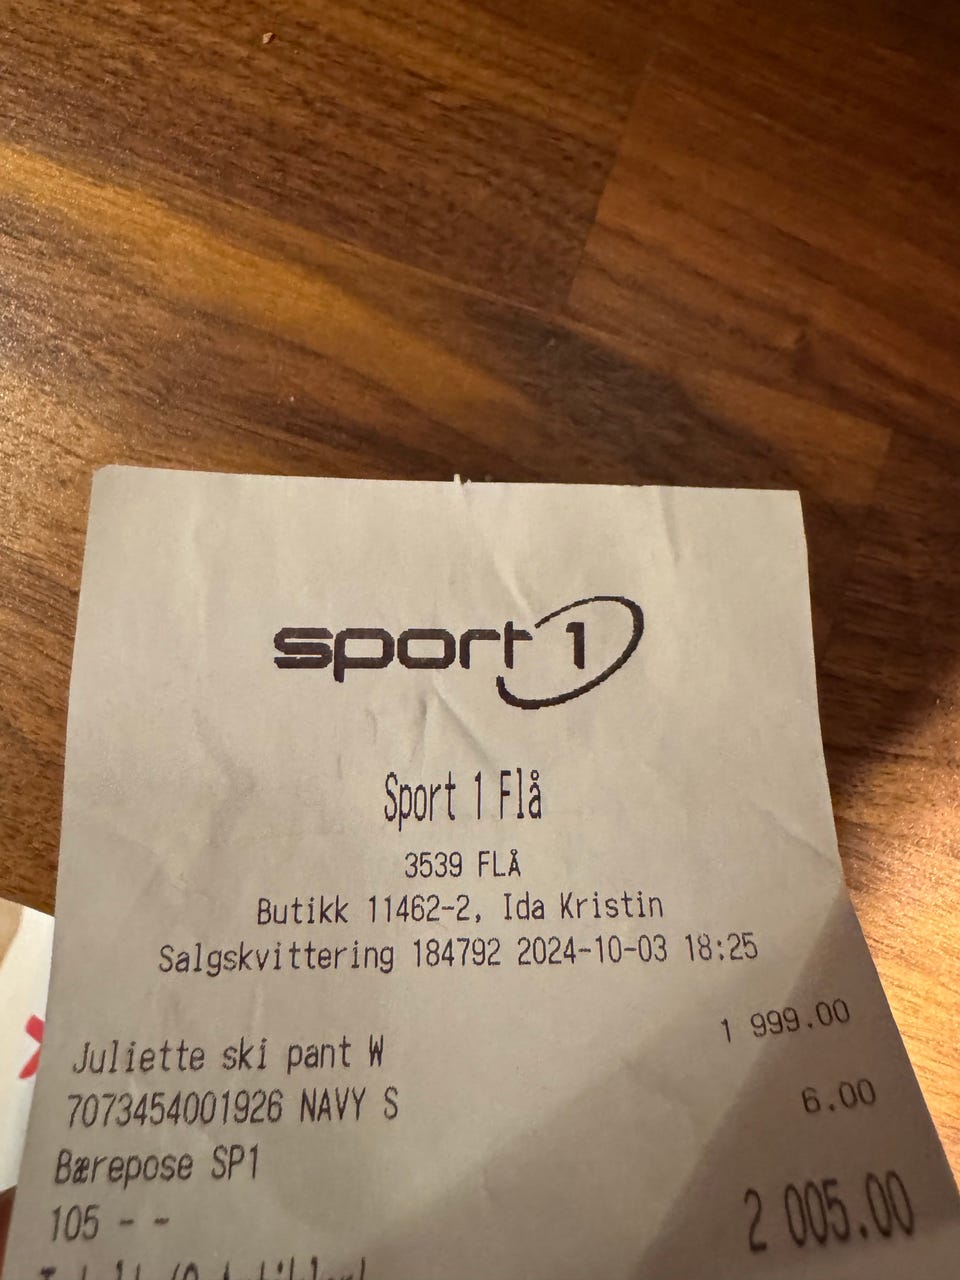 sport 1
Sport 1 Flå
3539 FLÅ
Butikk 11462-2, Ida Kristin
Salgskvittering 184792 2024-10-03 18:25
Juliette ski pant W 1 999.00
7073454001926 NAVY S
Bærepose SP1 6.00
105 - -
2 005.00